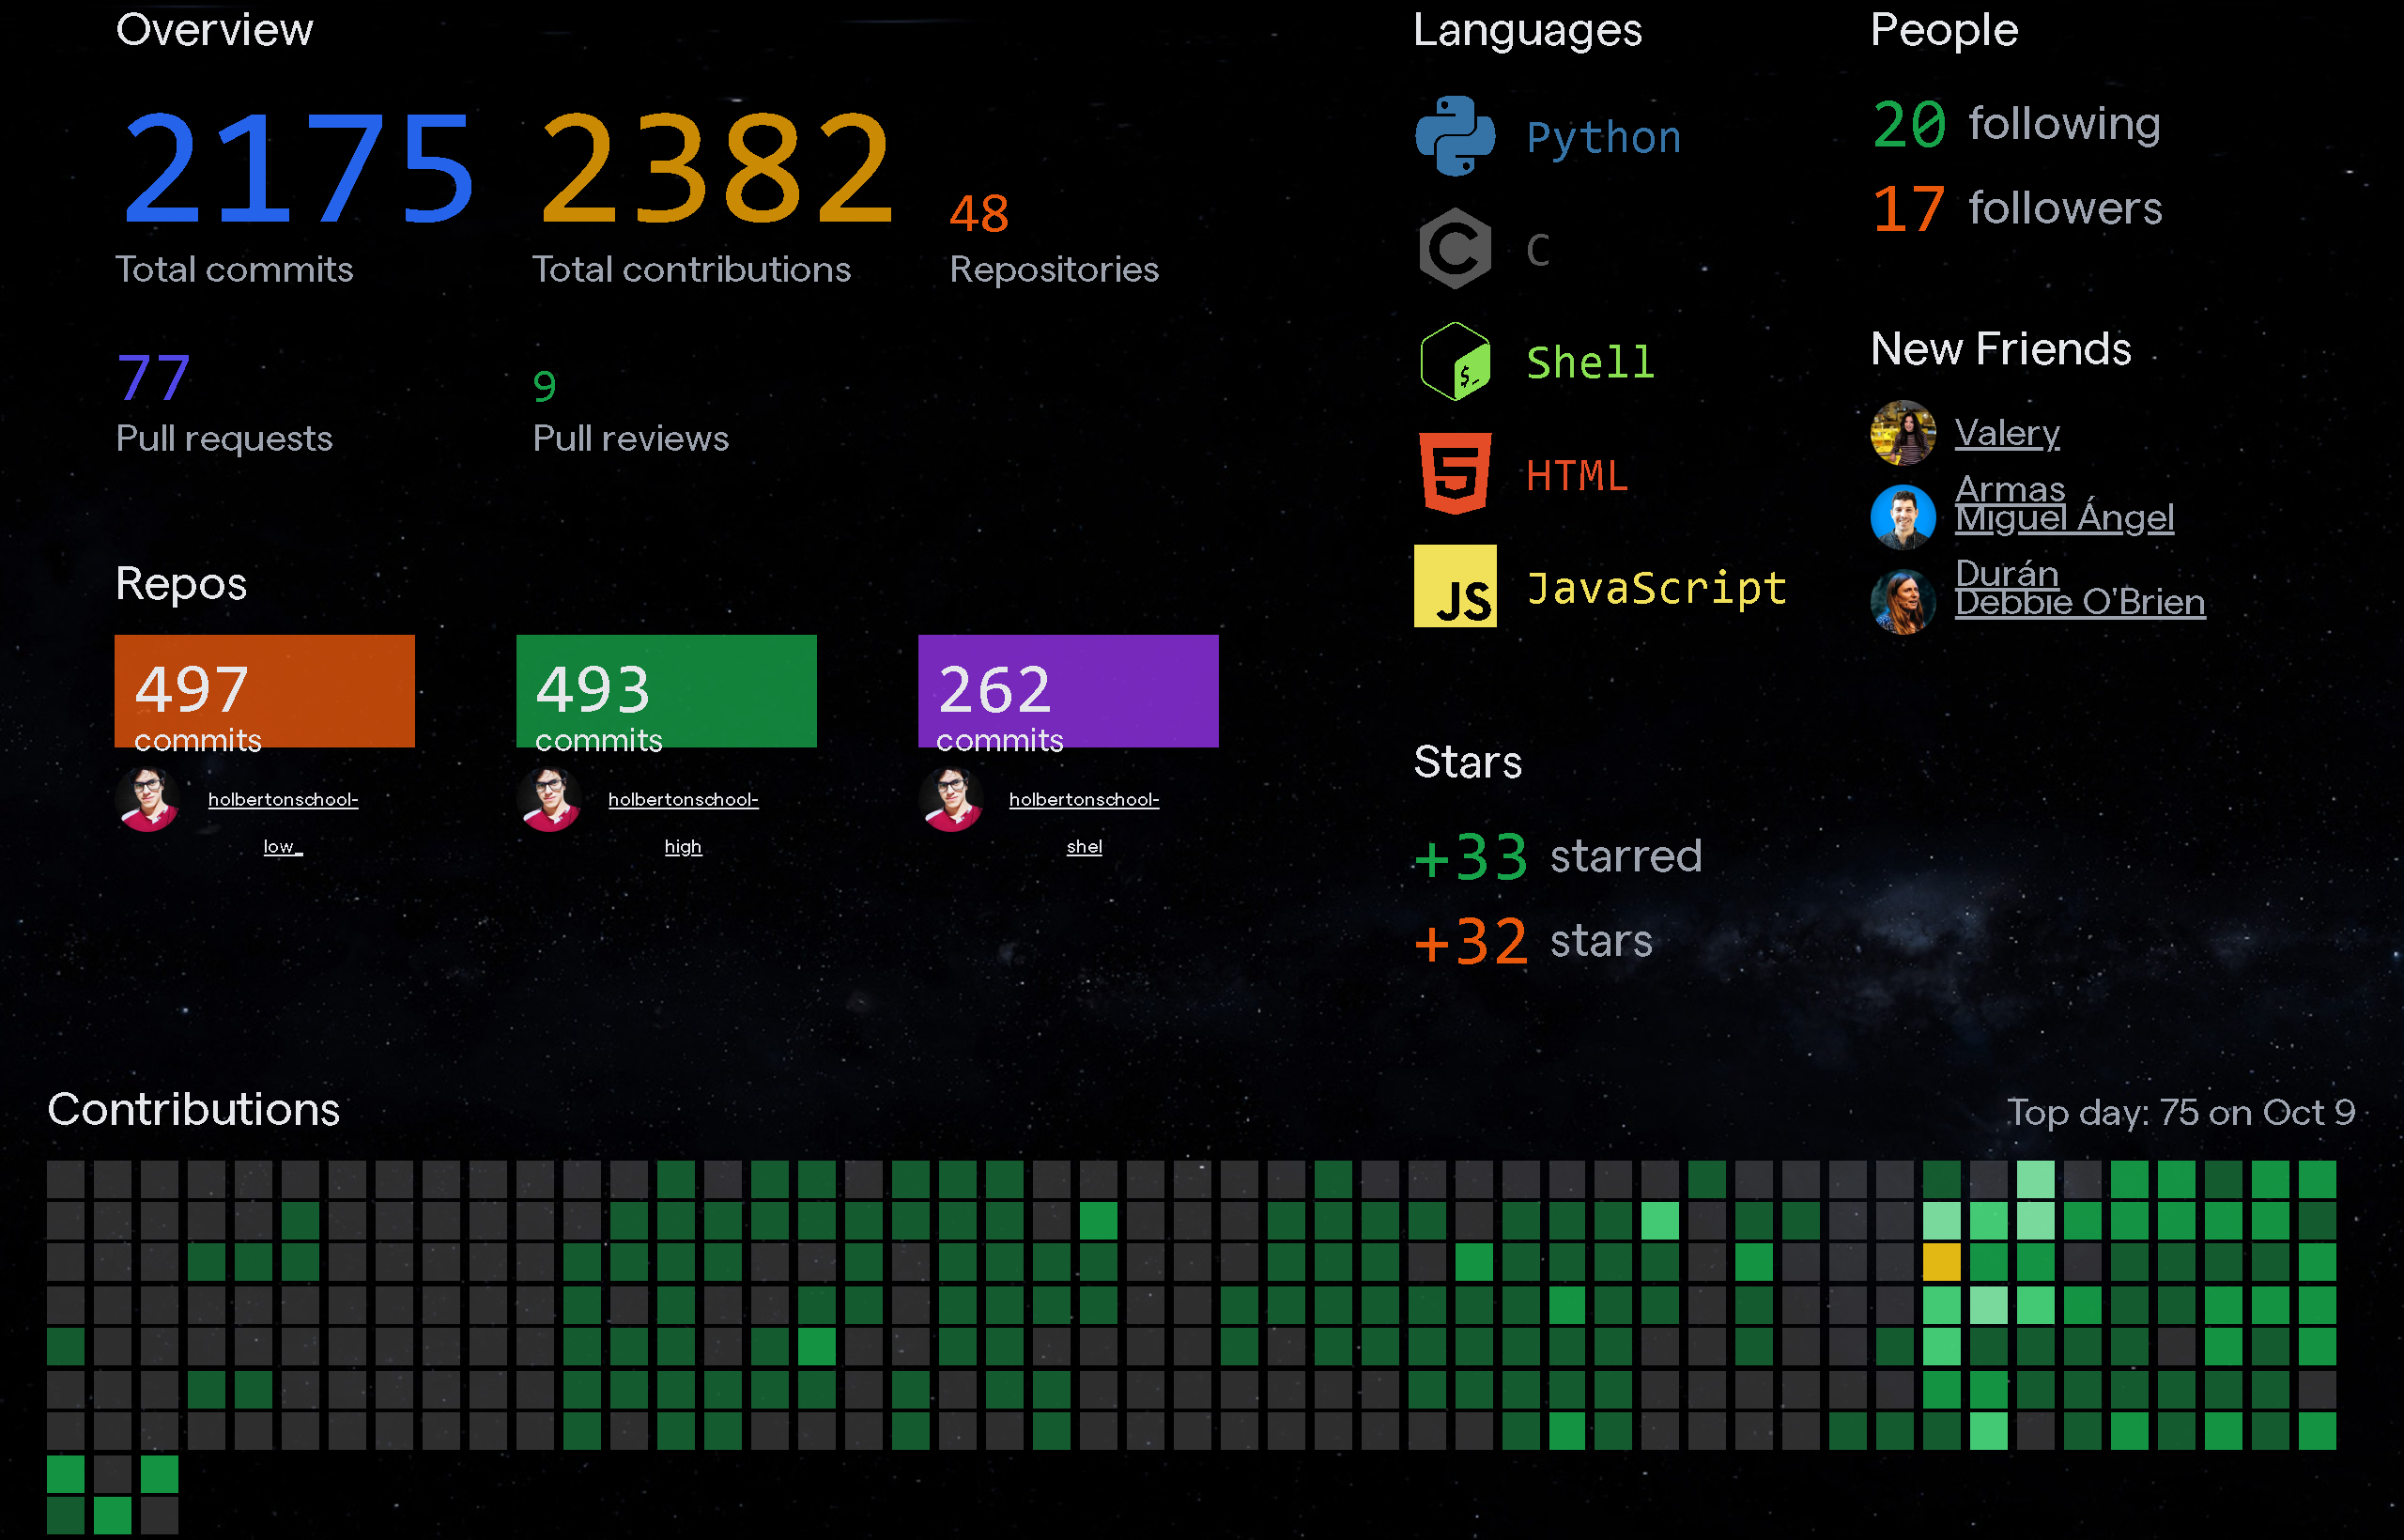 Overview
2175
Total commits
2382
Total contributions
48
Repositories
77
Pull requests
9
Pull reviews
Repos
497
commits
holbertonschool-
low_
493
commits
holbertonschool-
high
262
commits
holbertonschool-
shel
Languages
Python
C
$_
Shell
5
HTML
JS
JavaScript
Stars
+33 starred
+32 stars
People
20 following
17 followers
New Friends
Valery
Armas
Miguel Ángel
Durán
Debbie O'Brien
Contributions
Top day: 75 on Oct 9